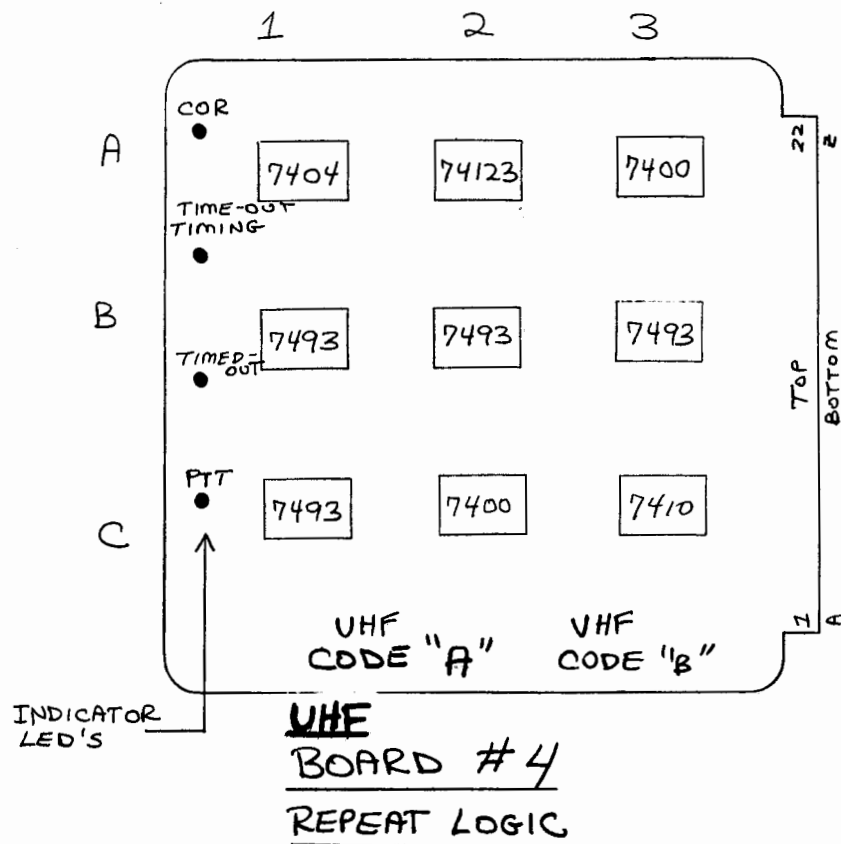 1 2 3
A
COR
7404 74123 7400
22 Z
TIME-OUT
TIMING
B
7493 7493 7493
TIMED-
OUT
TOP
BOTTOM
PTT
C
7493 7400 7410
1 A
UHF
CODE "A"
VHF
CODE "B"
INDICATOR
LED'S
UHF
BOARD #4
REPEAT LOGIC